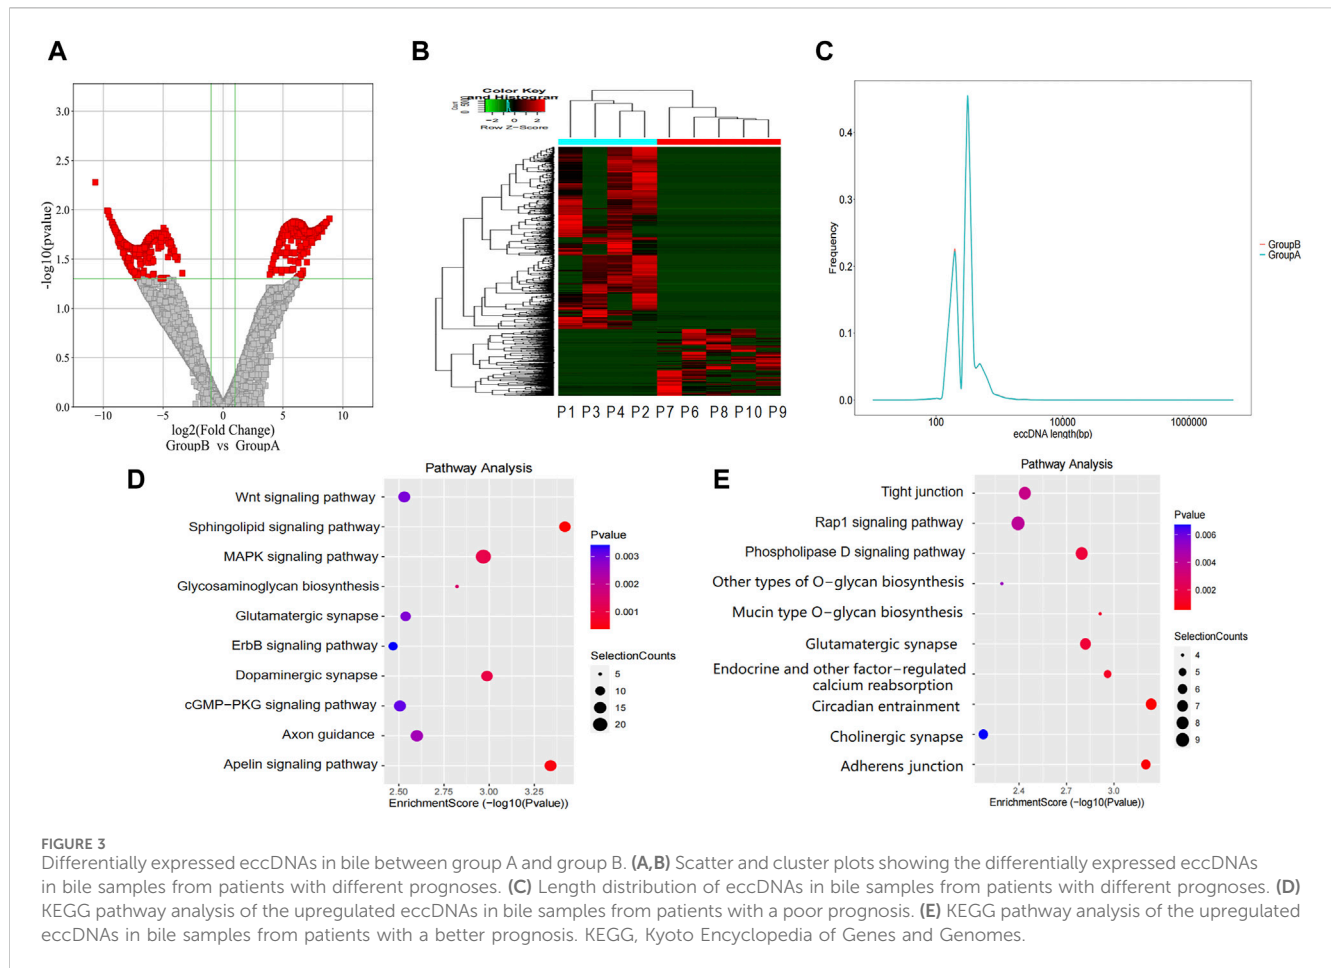 A
3.0
2.5
2.0
1.5
1.0
0.5
0.0
-log10(pvalue)
−10
−5
0
5
10
log2(Fold Change)
GroupB vs GroupA
B
Color Key
and Histogram
Count
0 500
−2 0 2
Row Z−Score
P1 P3 P4 P2 P7 P6 P8 P10 P9
C
0.4
0.3
0.2
0.1
0.0
Frequency
100
10000
1000000
eccDNA length(bp)
GroupB
GroupA
D
Pathway Analysis
Wnt signaling pathway
Sphingolipid signaling pathway
MAPK signaling pathway
Glycosaminoglycan biosynthesis
Glutamatergic synapse
ErbB signaling pathway
Dopaminergic synapse
cGMP−PKG signaling pathway
Axon guidance
Apelin signaling pathway
2.50 2.75 3.00 3.25
EnrichmentScore (−log10(Pvalue))
Pvalue
0.003
0.002
0.001
SelectionCounts
5
10
15
20
E
Pathway Analysis
Tight junction
Rap1 signaling pathway
Phospholipase D signaling pathway
Other types of O−glycan biosynthesis
Mucin type O−glycan biosynthesis
Glutamatergic synapse
Endocrine and other factor−regulated
calcium reabsorption
Circadian entrainment
Cholinergic synapse
Adherens junction
2.4 2.7 3.0
EnrichmentScore (−log10(Pvalue))
Pvalue
0.006
0.004
0.002
SelectionCounts
4
5
6
7
8
9
FIGURE 3
Differentially expressed eccDNAs in bile between group A and group B. (A,B) Scatter and cluster plots showing the differentially expressed eccDNAs
in bile samples from patients with different prognoses. (C) Length distribution of eccDNAs in bile samples from patients with different prognoses. (D)
KEGG pathway analysis of the upregulated eccDNAs in bile samples from patients with a poor prognosis. (E) KEGG pathway analysis of the upregulated
eccDNAs in bile samples from patients with a better prognosis. KEGG, Kyoto Encyclopedia of Genes and Genomes.